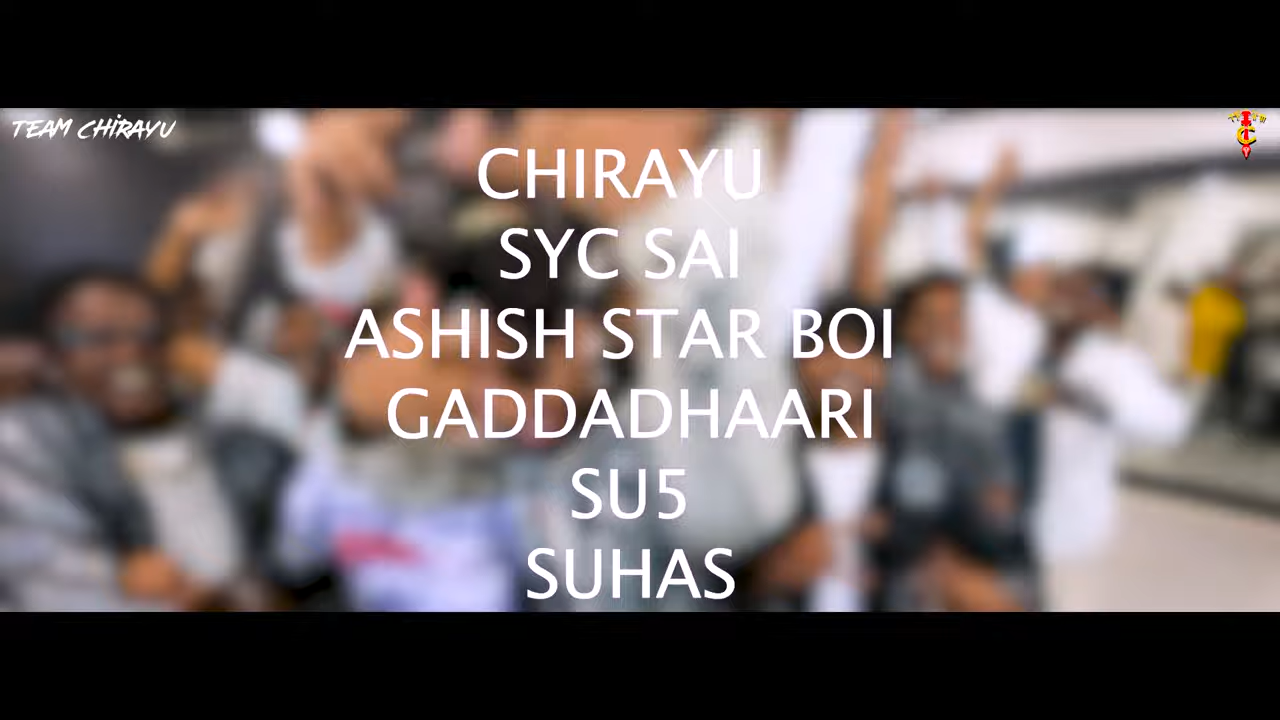 TEAM CHIRAYU
CHIRAYU
SYC SAI
ASHISH STAR BOI
GADDADHAARI
SU5
SUHAS